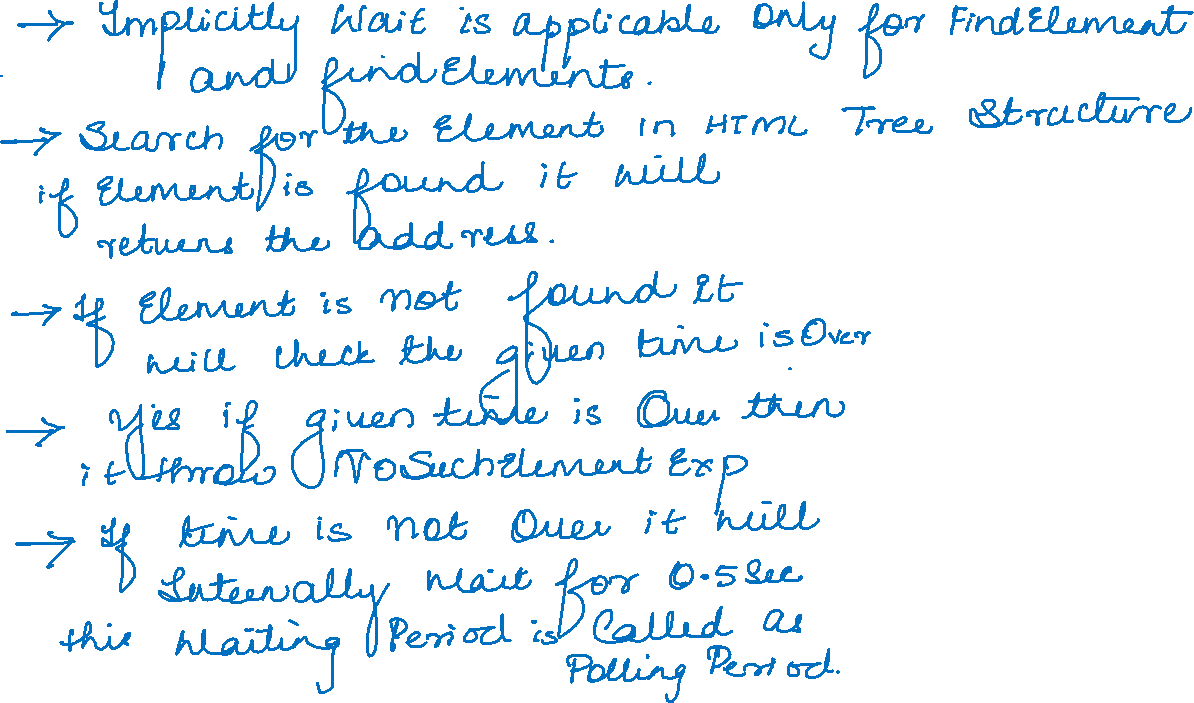 → Implicitly Wait is applicable Only for FindElement
and findElements.
→ Search for the Element in HTML Tree Structure
if Element is found it will
returns the address.
→ If Element is not found It
will check the given time is Over
→ Yes if given time is Over then
it throw NoSuchElement Exp
→ If time is not Over it will
Internally wait for 0.5 Sec
this Waiting Period is Called as
Polling Period.